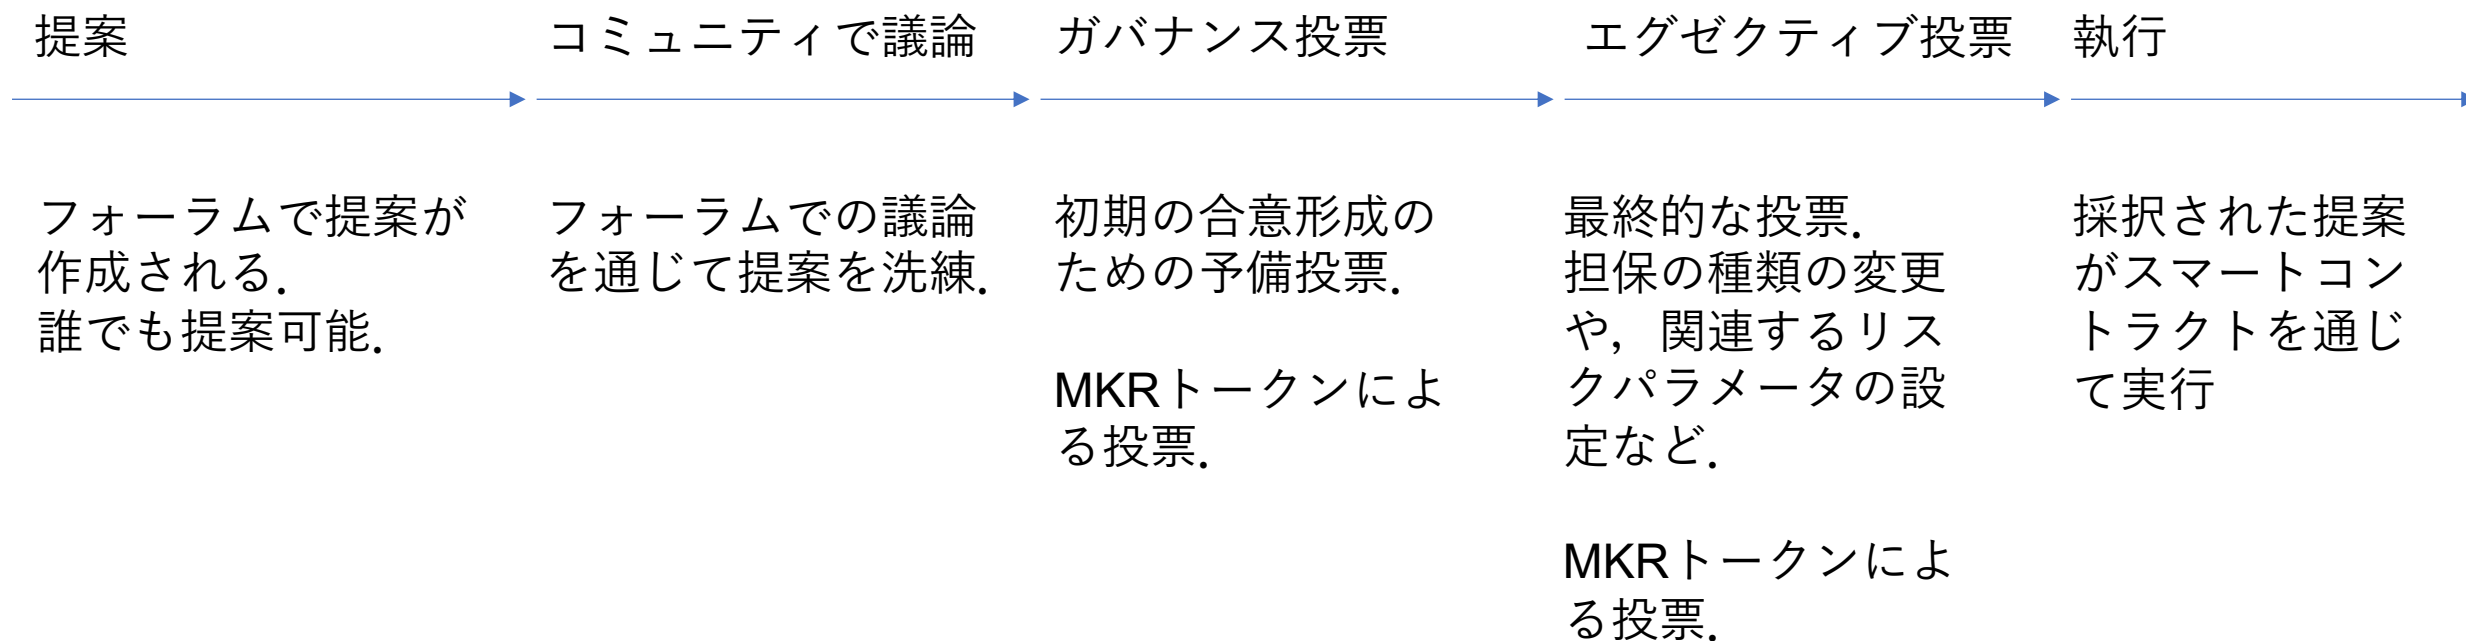 提案
コミュニティで議論
ガバナンス投票
エグゼクティブ投票
執行
フォーラムで提案が
作成される.
誰でも提案可能.
フォーラムでの議論
を通じて提案を洗練.
初期の合意形成の
ための予備投票.
MKRトークンによ
る投票.
最終的な投票.
担保の種類の変更
や，関連するリス
クパラメータの設
定など.
MKRトークンによ
る投票.
採択された提案
がスマートコン
トラクトを通じ
て実行